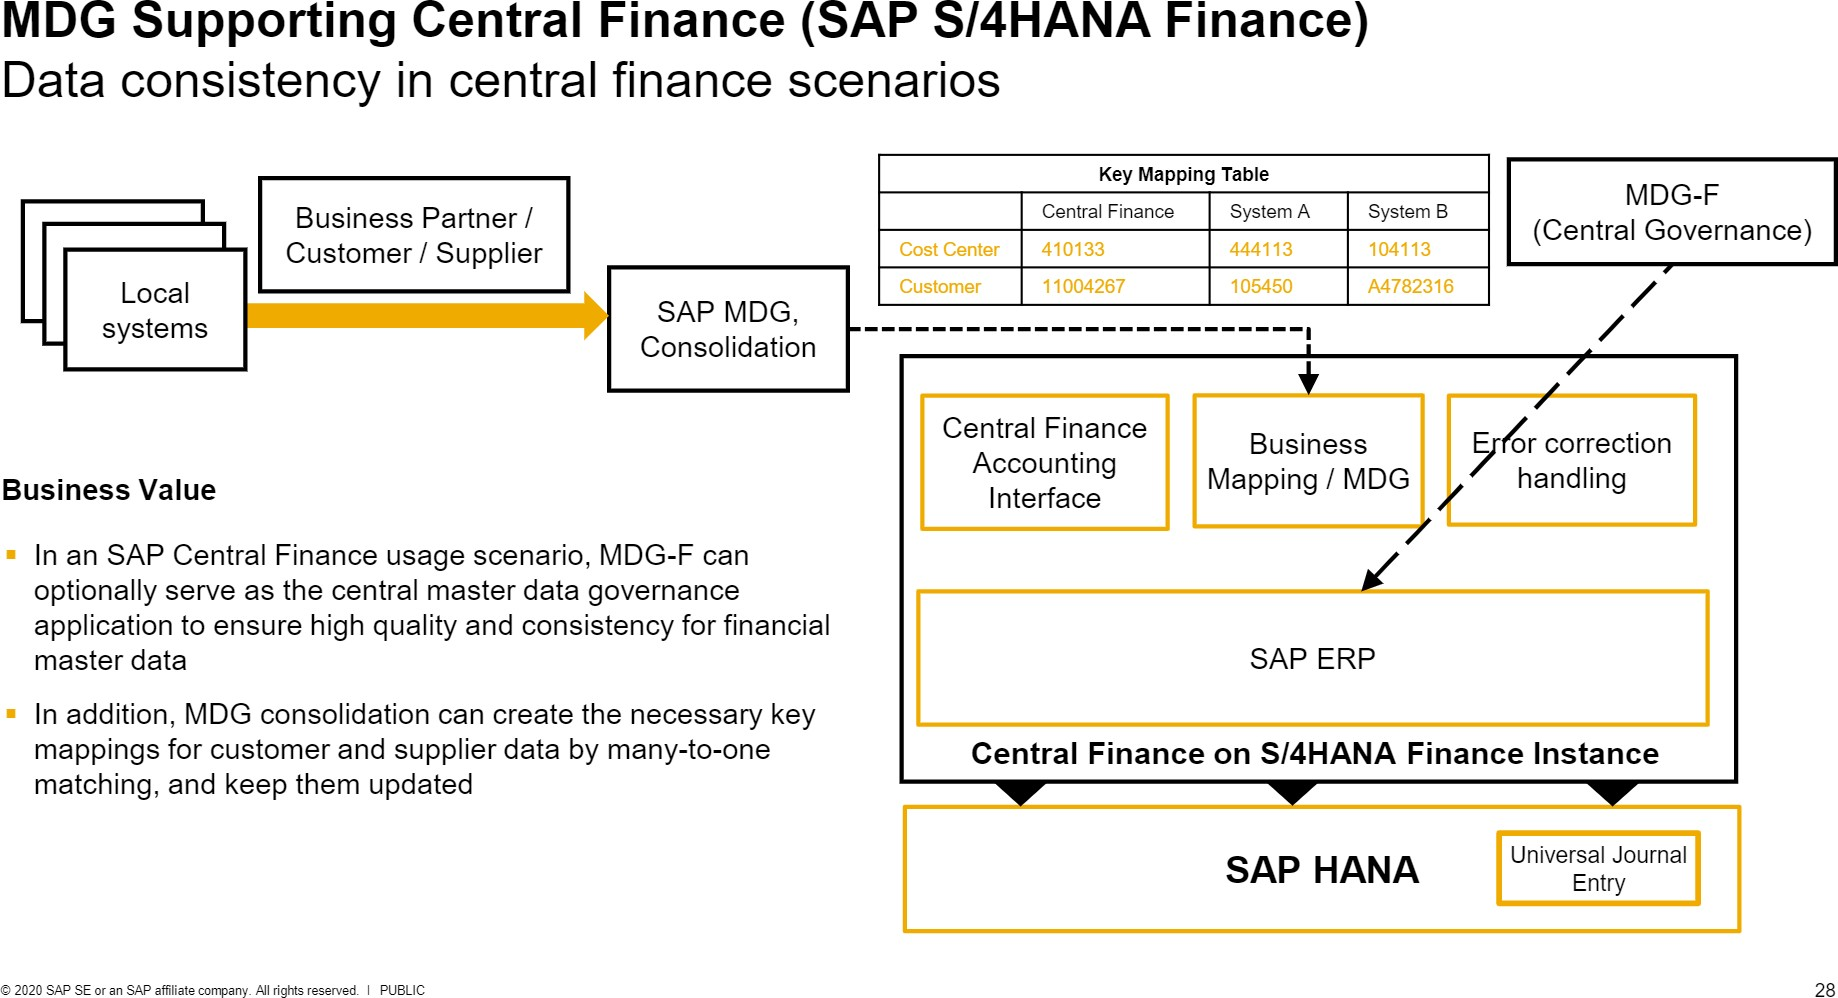 MDG Supporting Central Finance (SAP S/4HANA Finance)
Data consistency in central finance scenarios
Local
systems
Business Partner /
Customer / Supplier
SAP MDG,
Consolidation
Key Mapping Table
Central Finance System A System B
Cost Center 410133 444113 104113
Customer 11004267 105450 A4782316
MDG-F
(Central Governance)
Central Finance
Accounting
Interface
Business
Mapping / MDG
Error correction
handling
SAP ERP
Central Finance on S/4HANA Finance Instance
SAP HANA
Universal Journal
Entry
Business Value
▪ In an SAP Central Finance usage scenario, MDG-F can
optionally serve as the central master data governance
application to ensure high quality and consistency for financial
master data
▪ In addition, MDG consolidation can create the necessary key
mappings for customer and supplier data by many-to-one
matching, and keep them updated
© 2020 SAP SE or an SAP affiliate company. All rights reserved. | PUBLIC
28